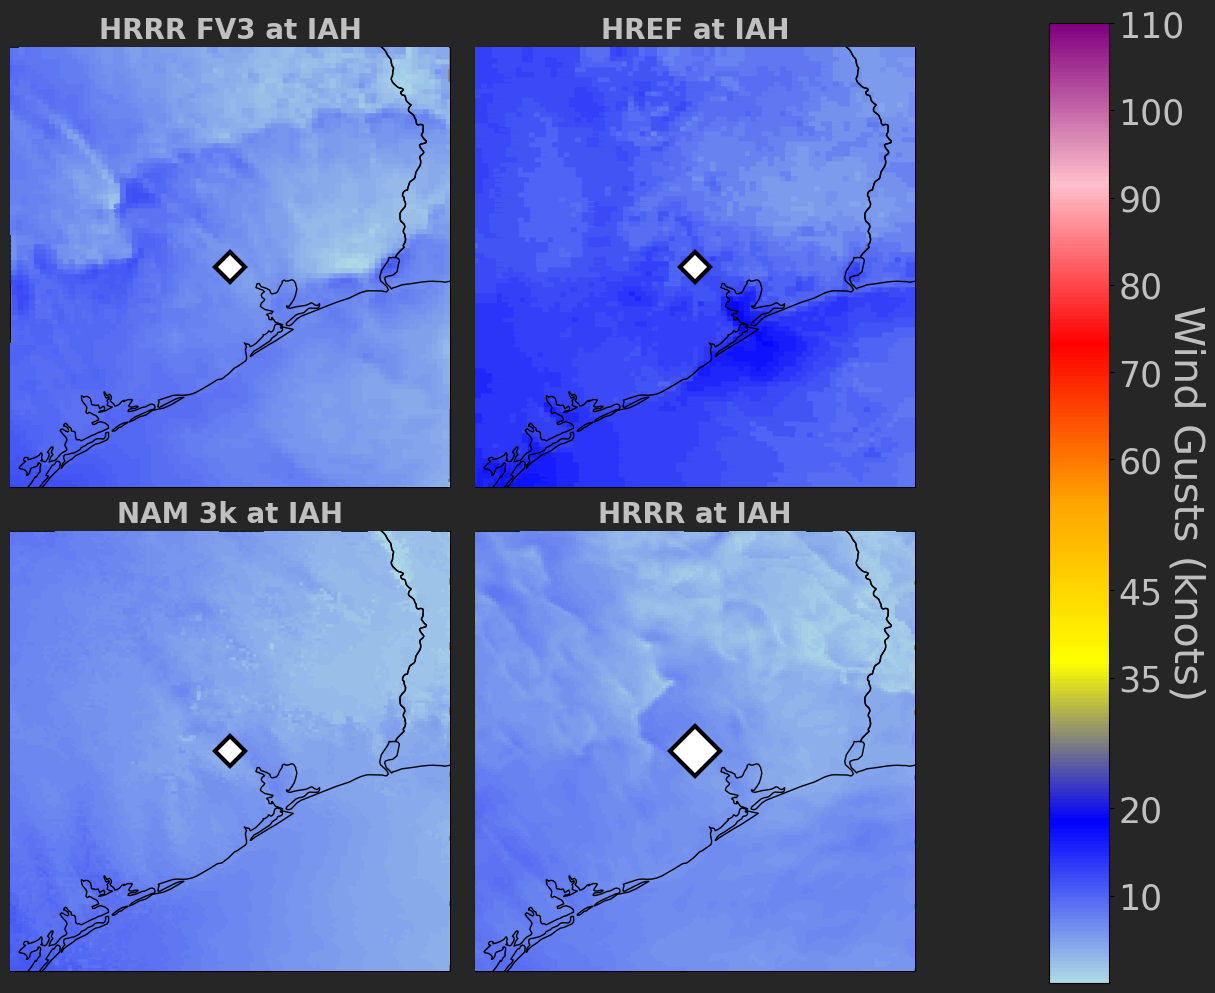 HRRR FV3 at IAH
HREF at IAH
NAM 3k at IAH
HRRR at IAH
110
100
90
80
70
60
45
35
20
10
Wind Gusts (knots)